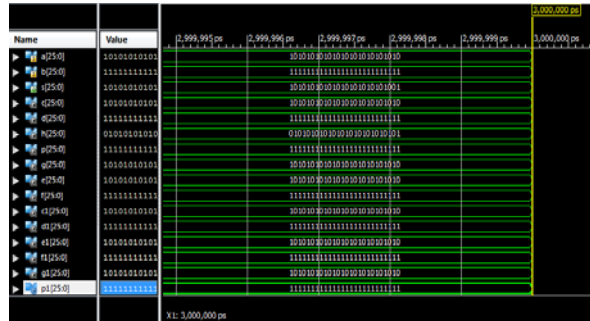 3,000,000 ps
Name Value 2,999,995 ps 2,999,996 ps 2,999,997 ps 2,999,998 ps 2,999,999 ps 3,000,000 ps
a[25:0] 10101010101 10101010101010101010101010
b[25:0] 11111111111 11111111111111111111111111
s[25:0] 10101010101 10101010101010101010101001
c[25:0] 10101010101 10101010101010101010101010
d[25:0] 11111111111 11111111111111111111111111
h[25:0] 01010101010 01010101010101010101010101
p[25:0] 11111111111 11111111111111111111111111
g[25:0] 10101010101 10101010101010101010101010
e[25:0] 10101010101 10101010101010101010101010
f[25:0] 11111111111 11111111111111111111111111
c1[25:0] 10101010101 10101010101010101010101010
d1[25:0] 11111111111 11111111111111111111111111
e1[25:0] 10101010101 10101010101010101010101010
f1[25:0] 11111111111 11111111111111111111111111
g1[25:0] 10101010101 10101010101010101010101010
p1[25:0] 11111111111 11111111111111111111111111
X1: 3,000,000 ps